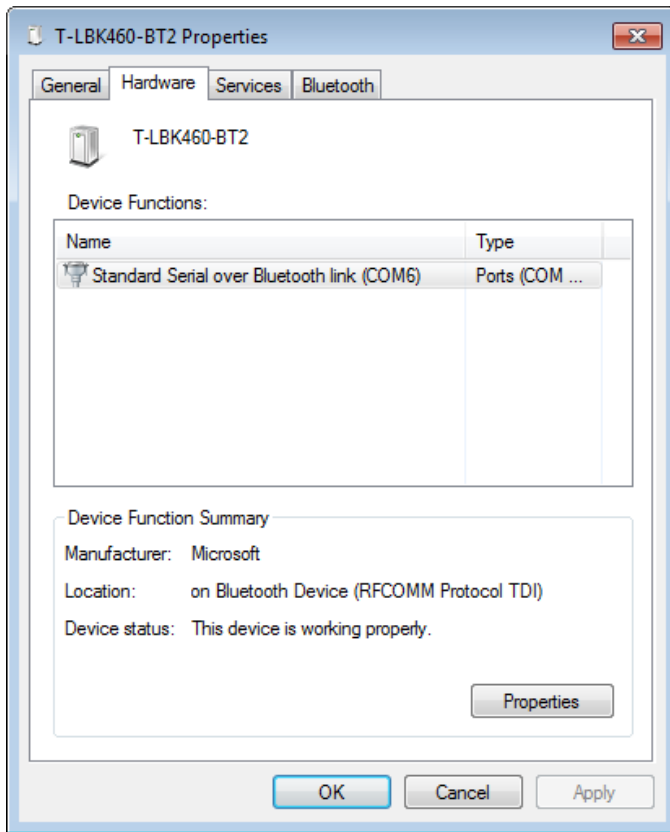 T-LBK460-BT2 Properties
General Hardware Services Bluetooth
T-LBK460-BT2
Device Functions:
Name Type
Standard Serial over Bluetooth link (COM6) Ports (COM ...
Device Function Summary
Manufacturer: Microsoft
Location: on Bluetooth Device (RFCOMM Protocol TDI)
Device status: This device is working properly.
Properties
OK Cancel Apply